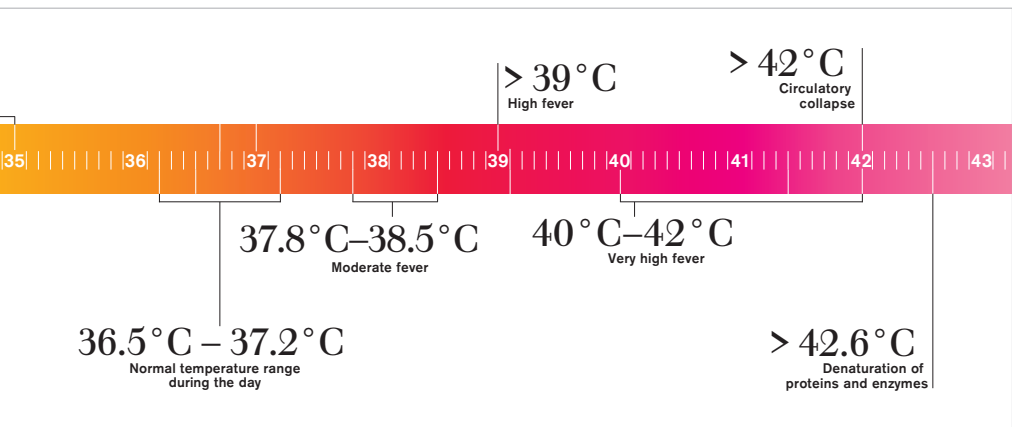 > 39°C
High fever
> 42°C
Circulatory
collapse
35 36 37 38 39 40 41 42 43
37.8°C–38.5°C
Moderate fever
40°C–42°C
Very high fever
36.5°C – 37.2°C
Normal temperature range
during the day
> 42.6°C
Denaturation of
proteins and enzymes